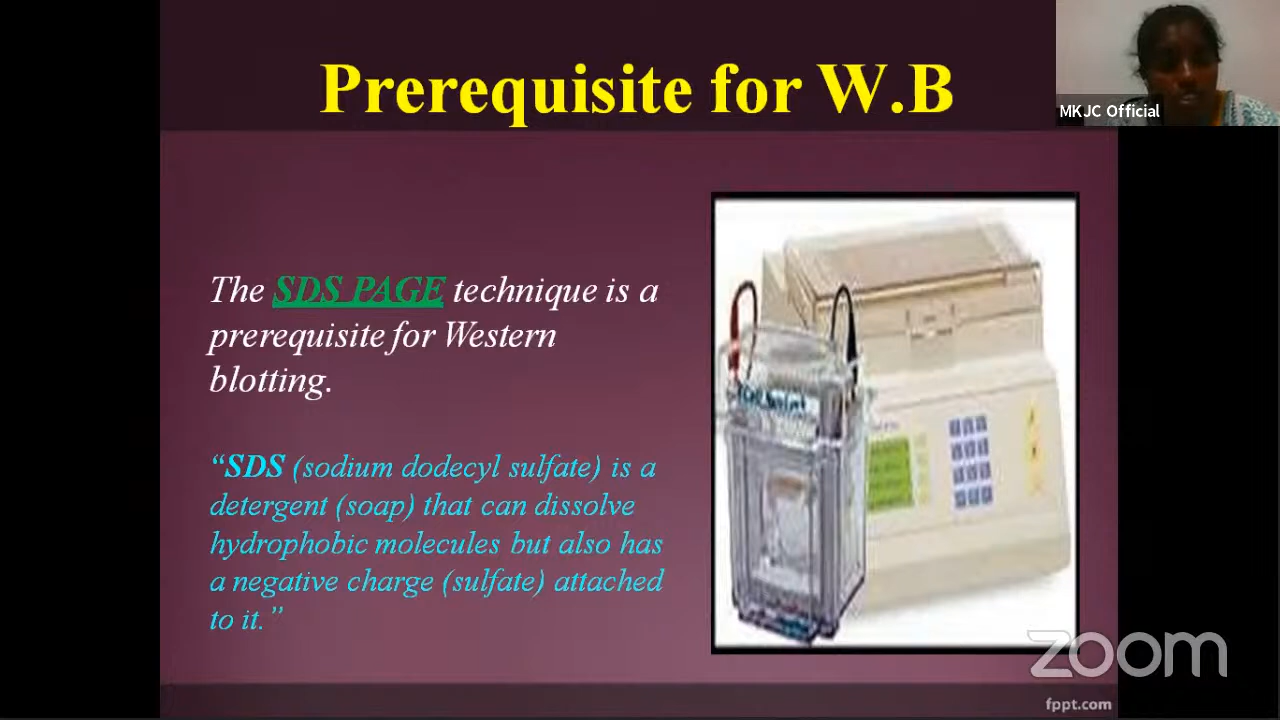 Prerequisite for W.B
MKJC Official
The SDS PAGE technique is a
prerequisite for Western
blotting.
“SDS (sodium dodecyl sulfate) is a
detergent (soap) that can dissolve
hydrophobic molecules but also has
a negative charge (sulfate) attached
to it.”
zoom
fppt.com